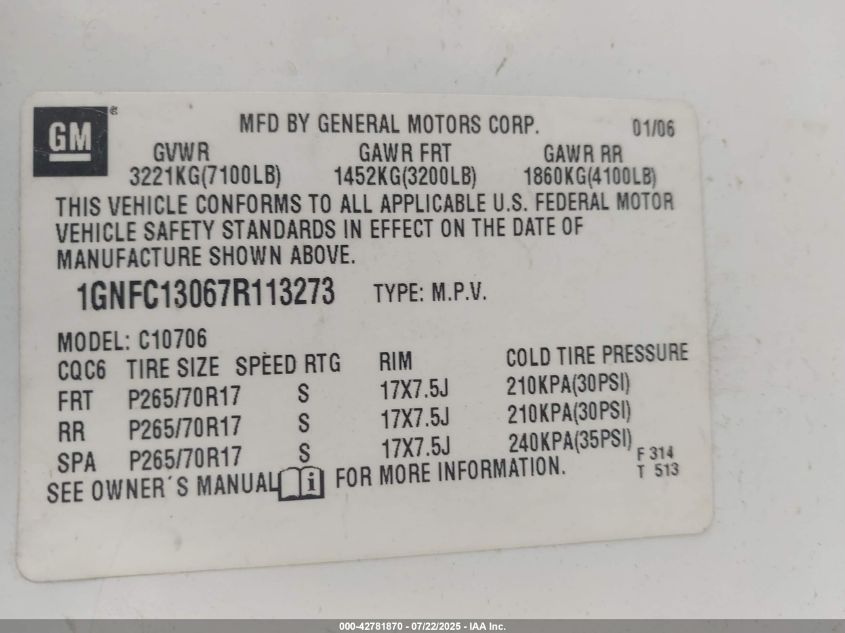 GM ®
MFD BY GENERAL MOTORS CORP. 01/06
GVWR GAWR FRT GAWR RR
3221KG(7100LB) 1452KG(3200LB) 1860KG(4100LB)
THIS VEHICLE CONFORMS TO ALL APPLICABLE U.S. FEDERAL MOTOR
VEHICLE SAFETY STANDARDS IN EFFECT ON THE DATE OF
MANUFACTURE SHOWN ABOVE.
1GNFC13067R113273 TYPE: M.P.V.
MODEL: C10706
CQC6 TIRE SIZE SPEED RTG RIM COLD TIRE PRESSURE
FRT P265/70R17 S 17X7.5J 210KPA(30PSI)
RR P265/70R17 S 17X7.5J 210KPA(30PSI)
SPA P265/70R17 S 17X7.5J 240KPA(35PSI)
F 314
T 513
SEE OWNER´S MANUAL i FOR MORE INFORMATION.
000-42781870 - 07/22/2025 - IAA Inc.